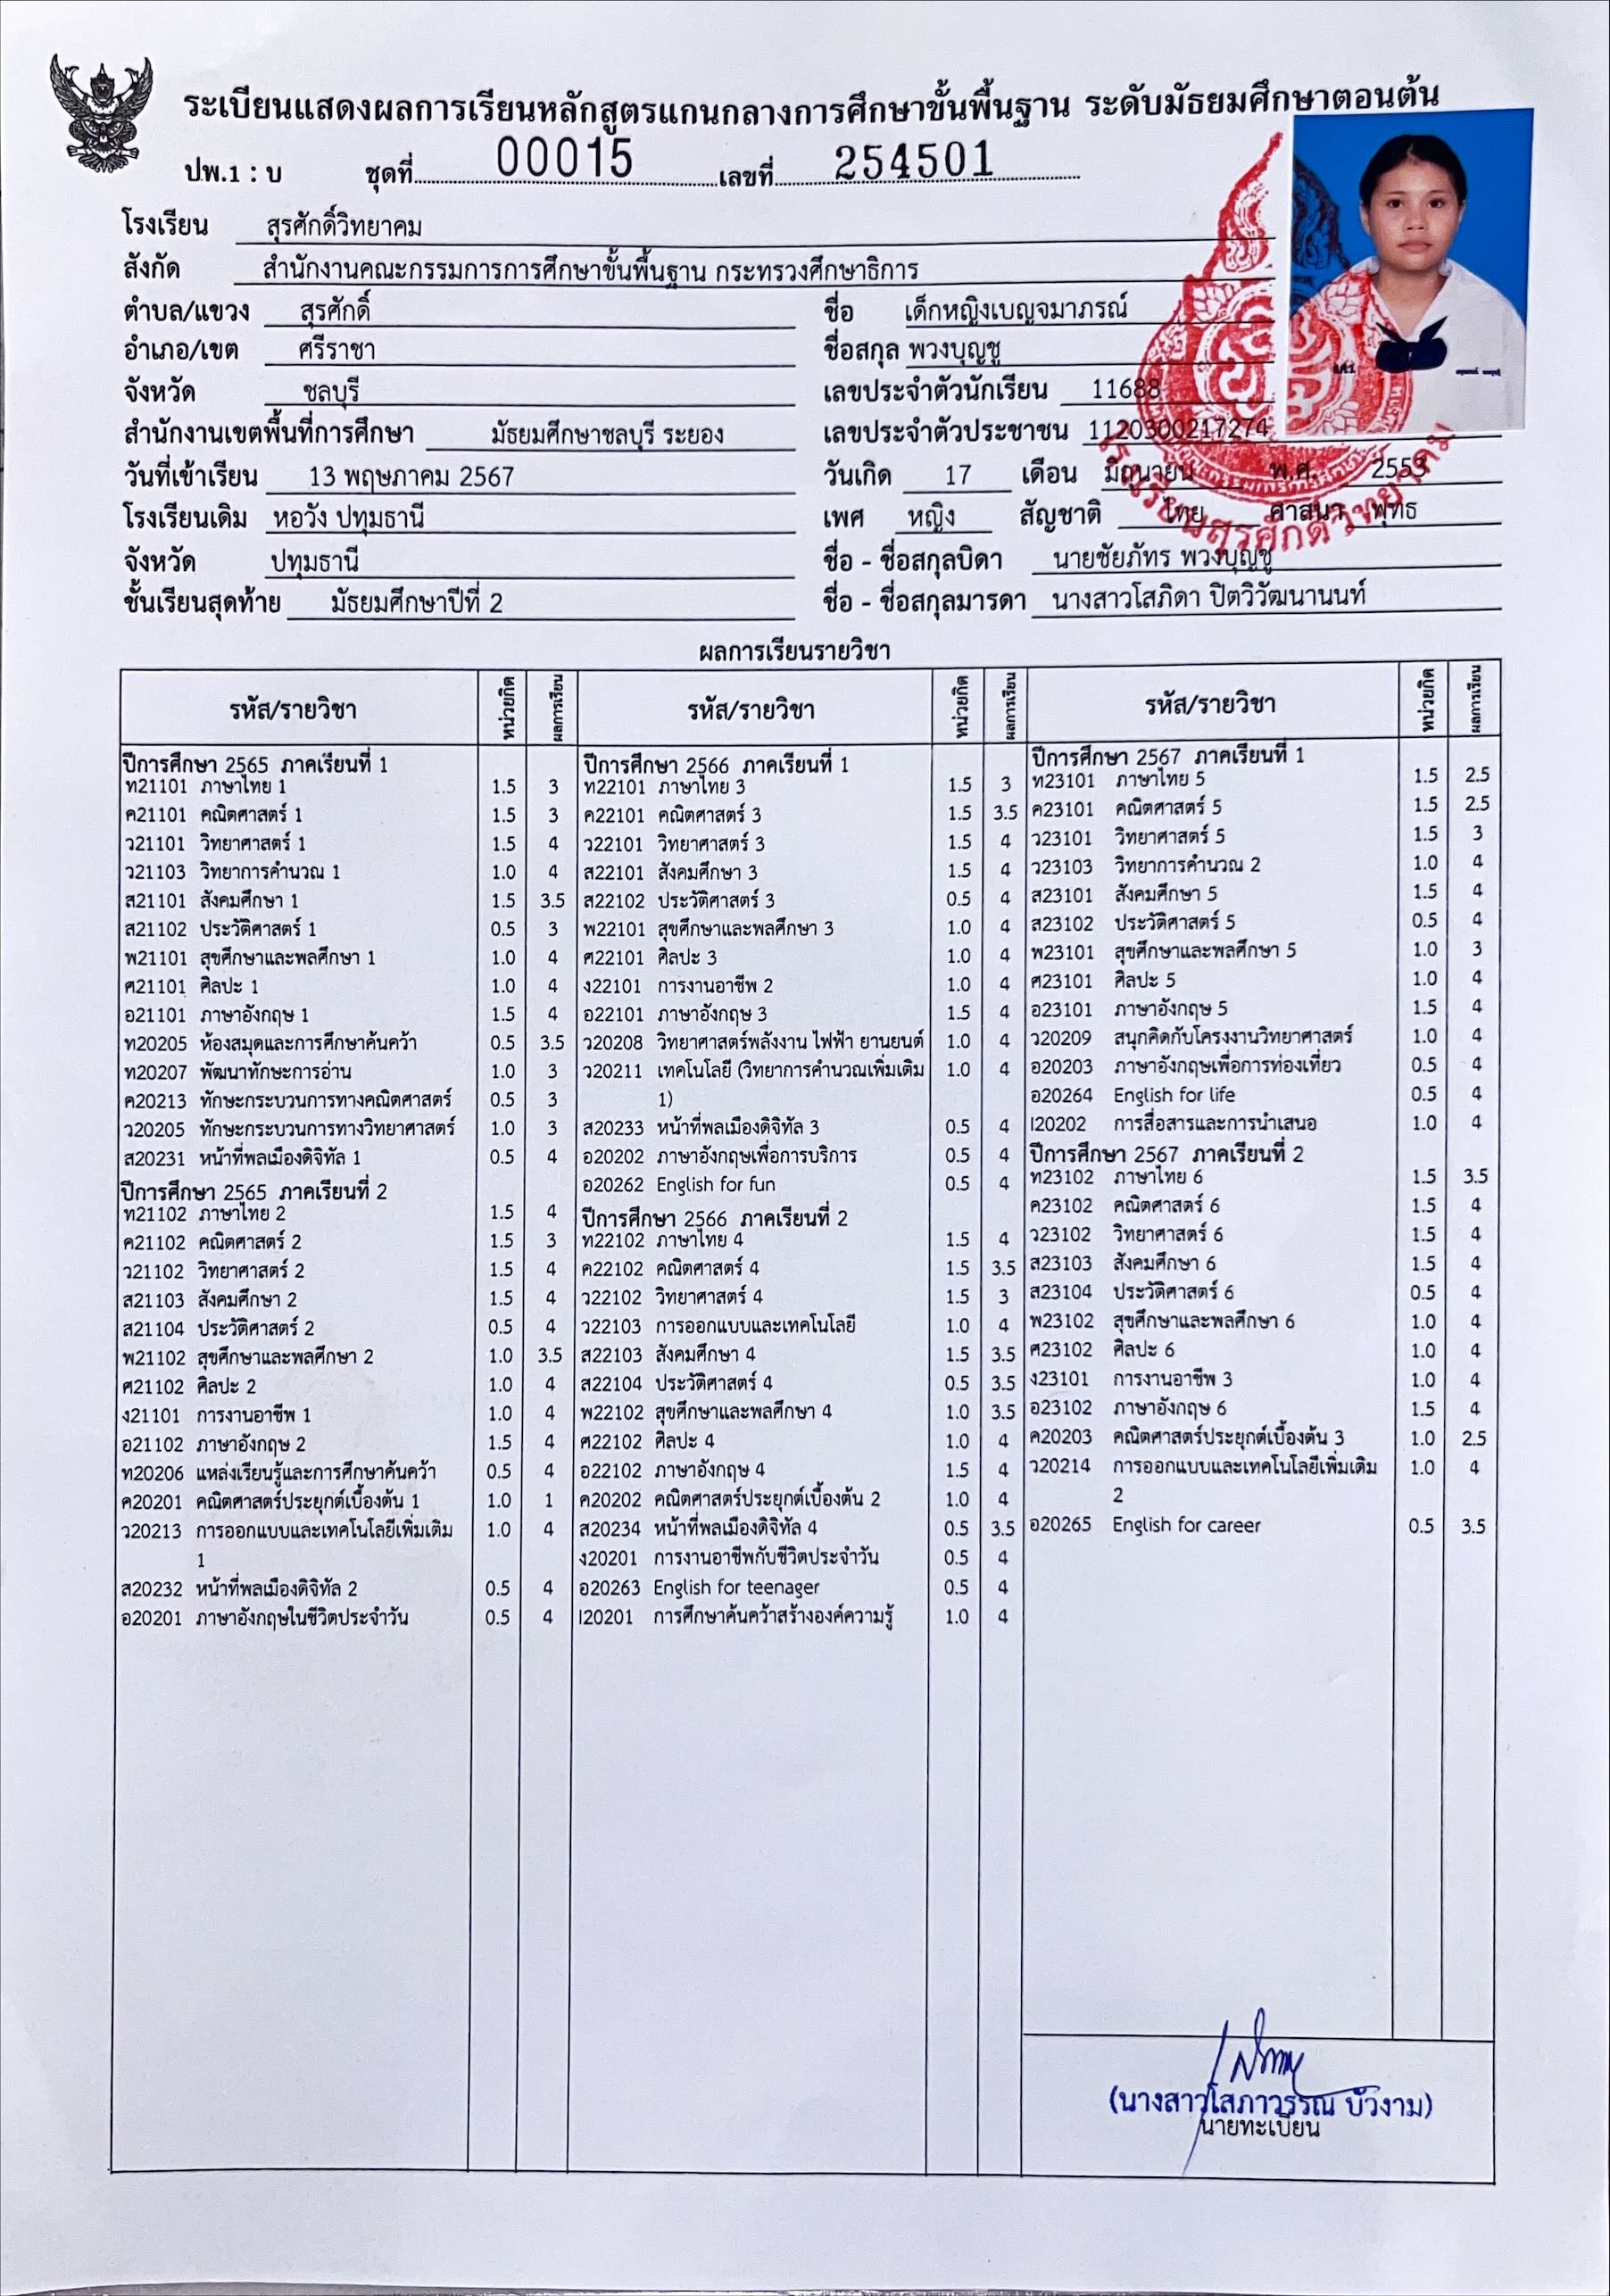 ระเบียนแสดงผลการเรียนหลักสูตรแกนกลางการศึกษาขั้นพื้นฐาน ระดับมัธยมศึกษาตอนต้น
ปพ.1 : บ ชุดที่ 00015 เลขที่ 254501
โรงเรียน สุรศักดิ์วิทยาคม
สังกัด สำนักงานคณะกรรมการการศึกษาขั้นพื้นฐาน กระทรวงศึกษาธิการ
ตำบล/แขวง สุรศักดิ์
อำเภอ/เขต ศรีราชา
จังหวัด ชลบุรี
สำนักงานเขตพื้นที่การศึกษา มัธยมศึกษาชลบุรี ระยอง
วันที่เข้าเรียน 13 พฤษภาคม 2567
โรงเรียนเดิม หอวัง ปทุมธานี
จังหวัด ปทุมธานี
ชั้นเรียนสุดท้าย มัธยมศึกษาปีที่ 2
ชื่อ เด็กหญิงเบญจมาภรณ์
ชื่อสกุล พวงบุญชู
เลขประจำตัวนักเรียน 11688
เลขประจำตัวประชาชน 1120300217274
วันเกิด 17 เดือน มิถุนายน พ.ศ. 2553
เพศ หญิง สัญชาติ ไทย ศาสนา พุทธ
ชื่อ - ชื่อสกุลบิดา นายชัยภัทร พวงบุญชู
ชื่อ - ชื่อสกุลมารดา นางสาวโสภิดา ปิตวิวัฒนานนท์
โรงเรียนสุรศักดิ์วิทยาคม
ผลการเรียนรายวิชา
รหัส/รายวิชา หน่วยกิต ผลการเรียน
ปีการศึกษา 2565 ภาคเรียนที่ 1
ท21101 ภาษาไทย 1 1.5 3
ค21101 คณิตศาสตร์ 1 1.5 3
ว21101 วิทยาศาสตร์ 1 1.5 4
ว21103 วิทยาการคำนวณ 1 1.0 4
ส21101 สังคมศึกษา 1 1.5 3.5
ส21102 ประวัติศาสตร์ 1 0.5 3
พ21101 สุขศึกษาและพลศึกษา 1 1.0 4
ศ21101 ศิลปะ 1 1.0 4
อ21101 ภาษาอังกฤษ 1 1.5 4
ท20205 ห้องสมุดและการศึกษาค้นคว้า 0.5 3.5
ท20207 พัฒนาทักษะการอ่าน 1.0 3
ค20213 ทักษะกระบวนการทางคณิตศาสตร์ 0.5 3
ว20205 ทักษะกระบวนการทางวิทยาศาสตร์ 1.0 3
ส20231 หน้าที่พลเมืองดิจิทัล 1 0.5 4
ปีการศึกษา 2565 ภาคเรียนที่ 2
ท21102 ภาษาไทย 2 1.5 4
ค21102 คณิตศาสตร์ 2 1.5 3
ว21102 วิทยาศาสตร์ 2 1.5 4
ส21103 สังคมศึกษา 2 1.5 4
ส21104 ประวัติศาสตร์ 2 0.5 4
พ21102 สุขศึกษาและพลศึกษา 2 1.0 3.5
ศ21102 ศิลปะ 2 1.0 4
ง21101 การงานอาชีพ 1 1.0 4
อ21102 ภาษาอังกฤษ 2 1.5 4
ท20206 แหล่งเรียนรู้และการศึกษาค้นคว้า 0.5 4
ค20201 คณิตศาสตร์ประยุกต์เบื้องต้น 1 1.0 1
ว20213 การออกแบบและเทคโนโลยีเพิ่มเติม 1.0 4
1
ส20232 หน้าที่พลเมืองดิจิทัล 2 0.5 4
อ20201 ภาษาอังกฤษในชีวิตประจำวัน 0.5 4
รหัส/รายวิชา หน่วยกิต ผลการเรียน
ปีการศึกษา 2566 ภาคเรียนที่ 1
ท22101 ภาษาไทย 3 1.5 3
ค22101 คณิตศาสตร์ 3 1.5 3.5
ว22101 วิทยาศาสตร์ 3 1.5 4
ส22101 สังคมศึกษา 3 1.5 4
ส22102 ประวัติศาสตร์ 3 0.5 4
พ22101 สุขศึกษาและพลศึกษา 3 1.0 4
ศ22101 ศิลปะ 3 1.0 4
ง22101 การงานอาชีพ 2 1.0 4
อ22101 ภาษาอังกฤษ 3 1.5 4
ว20208 วิทยาศาสตร์พลังงาน ไฟฟ้า ยานยนต์ 1.0 4
ว20211 เทคโนโลยี (วิทยาการคำนวณเพิ่มเติม 1.0 4
1)
ส20233 หน้าที่พลเมืองดิจิทัล 3 0.5 4
อ20202 ภาษาอังกฤษเพื่อการบริการ 0.5 4
อ20262 English for fun 0.5 4
ปีการศึกษา 2566 ภาคเรียนที่ 2
ท22102 ภาษาไทย 4 1.5 4
ค22102 คณิตศาสตร์ 4 1.5 3.5
ว22102 วิทยาศาสตร์ 4 1.5 3
ว22103 การออกแบบและเทคโนโลยี 1.0 4
ส22103 สังคมศึกษา 4 1.5 3.5
ส22104 ประวัติศาสตร์ 4 0.5 3.5
พ22102 สุขศึกษาและพลศึกษา 4 1.0 3.5
ศ22102 ศิลปะ 4 1.0 4
อ22102 ภาษาอังกฤษ 4 1.5 4
ค20202 คณิตศาสตร์ประยุกต์เบื้องต้น 2 1.0 4
ส20234 หน้าที่พลเมืองดิจิทัล 4 0.5 3.5
ง20201 การงานอาชีพกับชีวิตประจำวัน 0.5 4
อ20263 English for teenager 0.5 4
I20201 การศึกษาค้นคว้าสร้างองค์ความรู้ 1.0 4
รหัส/รายวิชา หน่วยกิต ผลการเรียน
ปีการศึกษา 2567 ภาคเรียนที่ 1
ท23101 ภาษาไทย 5 1.5 2.5
ค23101 คณิตศาสตร์ 5 1.5 2.5
ว23101 วิทยาศาสตร์ 5 1.5 3
ว23103 วิทยาการคำนวณ 2 1.0 4
ส23101 สังคมศึกษา 5 1.5 4
ส23102 ประวัติศาสตร์ 5 0.5 4
พ23101 สุขศึกษาและพลศึกษา 5 1.0 3
ศ23101 ศิลปะ 5 1.0 4
อ23101 ภาษาอังกฤษ 5 1.5 4
ว20209 สนุกคิดกับโครงงานวิทยาศาสตร์ 1.0 4
อ20203 ภาษาอังกฤษเพื่อการท่องเที่ยว 0.5 4
อ20264 English for life 0.5 4
I20202 การสื่อสารและการนำเสนอ 1.0 4
ปีการศึกษา 2567 ภาคเรียนที่ 2
ท23102 ภาษาไทย 6 1.5 3.5
ค23102 คณิตศาสตร์ 6 1.5 4
ว23102 วิทยาศาสตร์ 6 1.5 4
ส23103 สังคมศึกษา 6 1.5 4
ส23104 ประวัติศาสตร์ 6 0.5 4
พ23102 สุขศึกษาและพลศึกษา 6 1.0 4
ศ23102 ศิลปะ 6 1.0 4
ง23101 การงานอาชีพ 3 1.0 4
อ23102 ภาษาอังกฤษ 6 1.5 4
ค20203 คณิตศาสตร์ประยุกต์เบื้องต้น 3 1.0 2.5
ว20214 การออกแบบและเทคโนโลยีเพิ่มเติม 1.0 4
2
อ20265 English for career 0.5 3.5
(นางสาวโสภาวรรณ บัวงาม)
นายทะเบียน